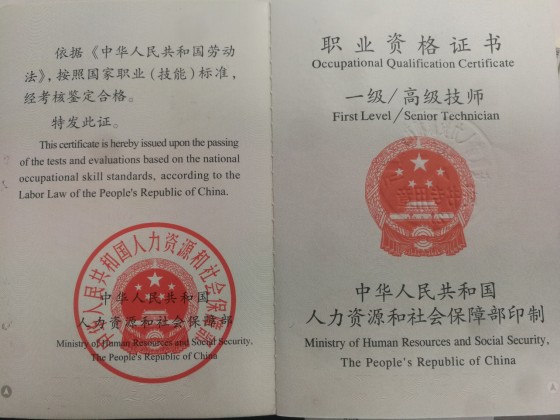 依据《中华人民共和国劳动
法》，按照国家职业（技能）标准，
经考核鉴定合格。
特发此证。
This certificate is hereby issued upon the passing
of the tests and evaluations based on the national
occupational skill standards, according to the
Labor Law of the People's Republic of China.
中华人民共和国人力资源和社会保障部
中华人民共和国
人力资源和社会保障部
Ministry of Human Resources and Social Security,
The People's Republic of China
职业资格证书
Occupational Qualification Certificate
一级/高级技师
First Level/Senior Technician
中华人民共和国
人力资源和社会保障部印制
Ministry of Human Resources and Social Security,
The People's Republic of China